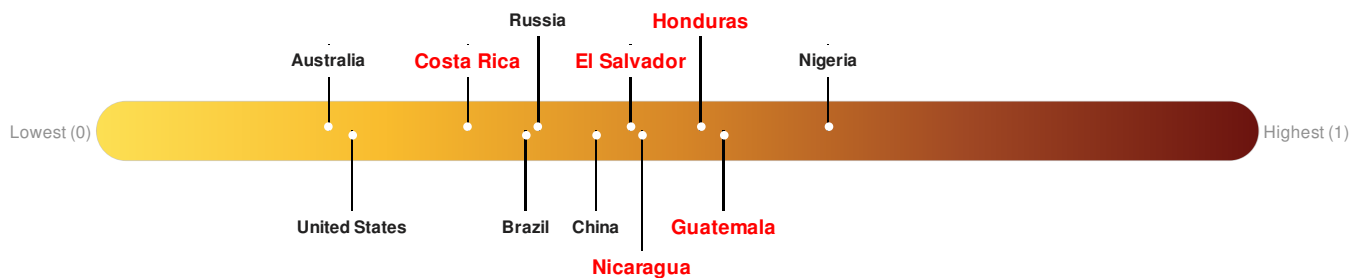 Russia
Honduras
Australia
Costa Rica
El Salvador
Nigeria
Lowest (0)
Highest (1)
United States
Brazil
China
Guatemala
Nicaragua